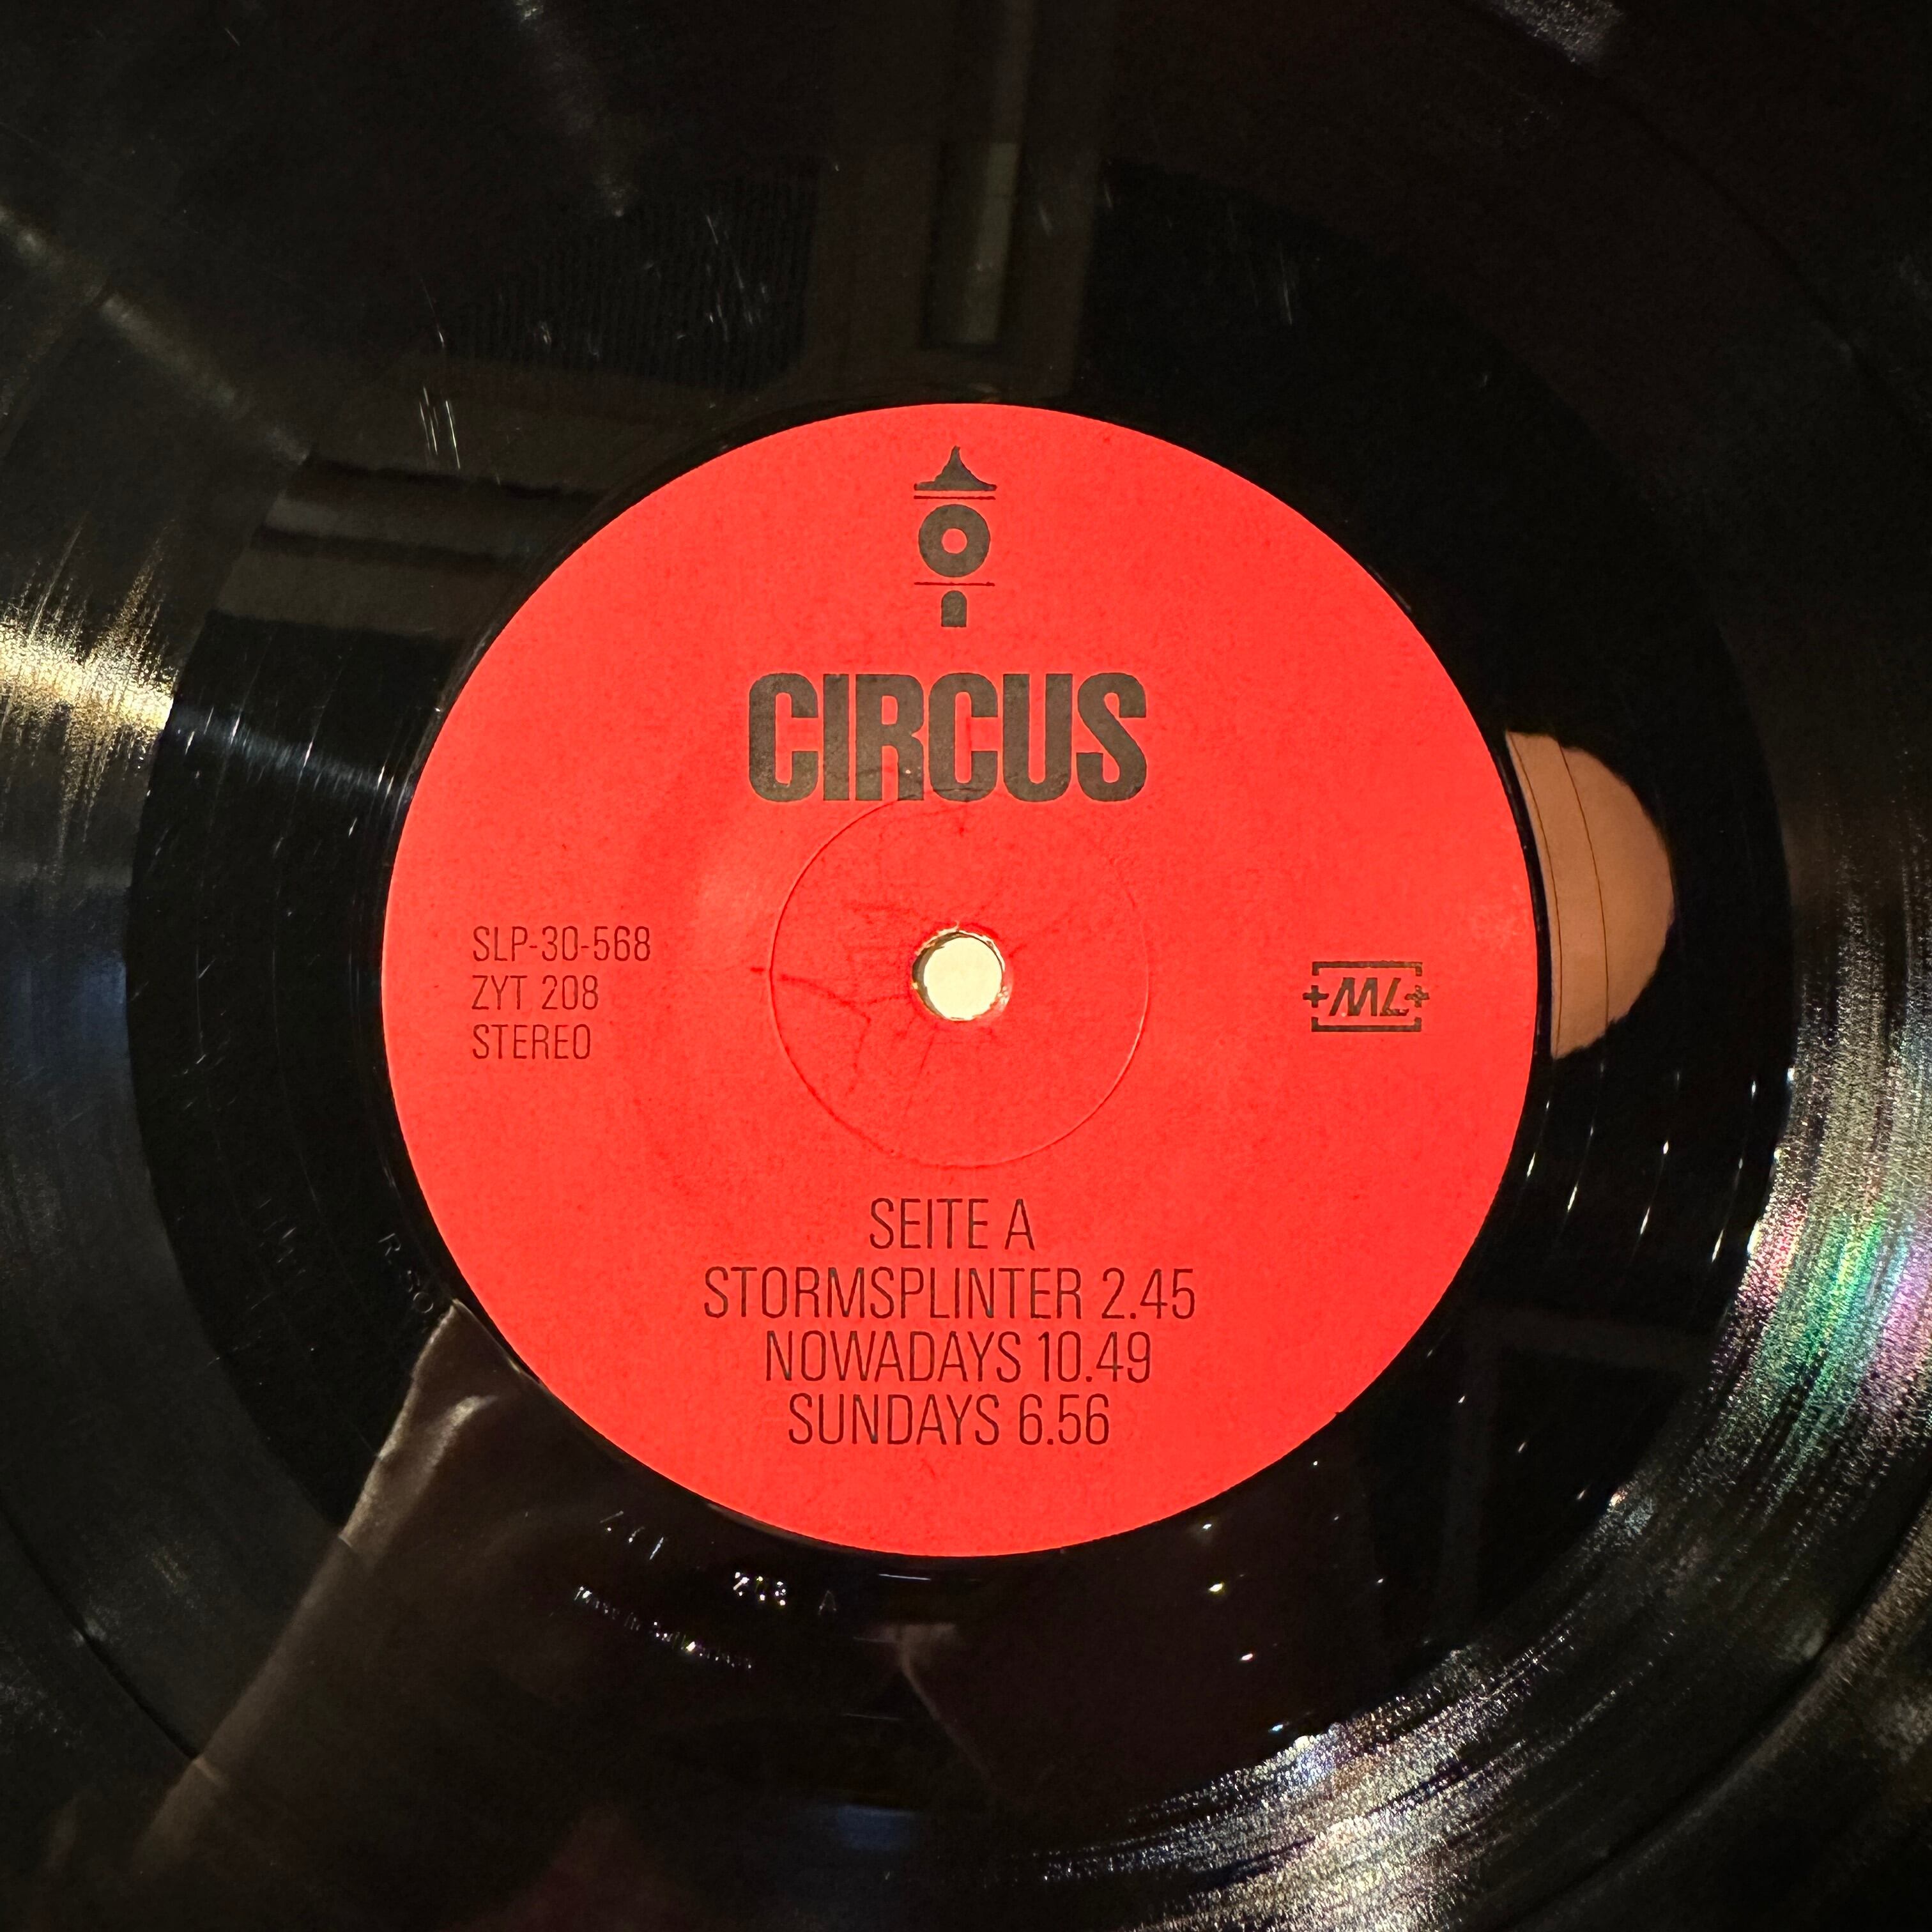 CIRCUS
SLP-30-568
ZYT 208
STEREO
+ML+
SEITE A
STORMSPLINTER 2.45
NOWADAYS 10.49
SUNDAYS 6.56